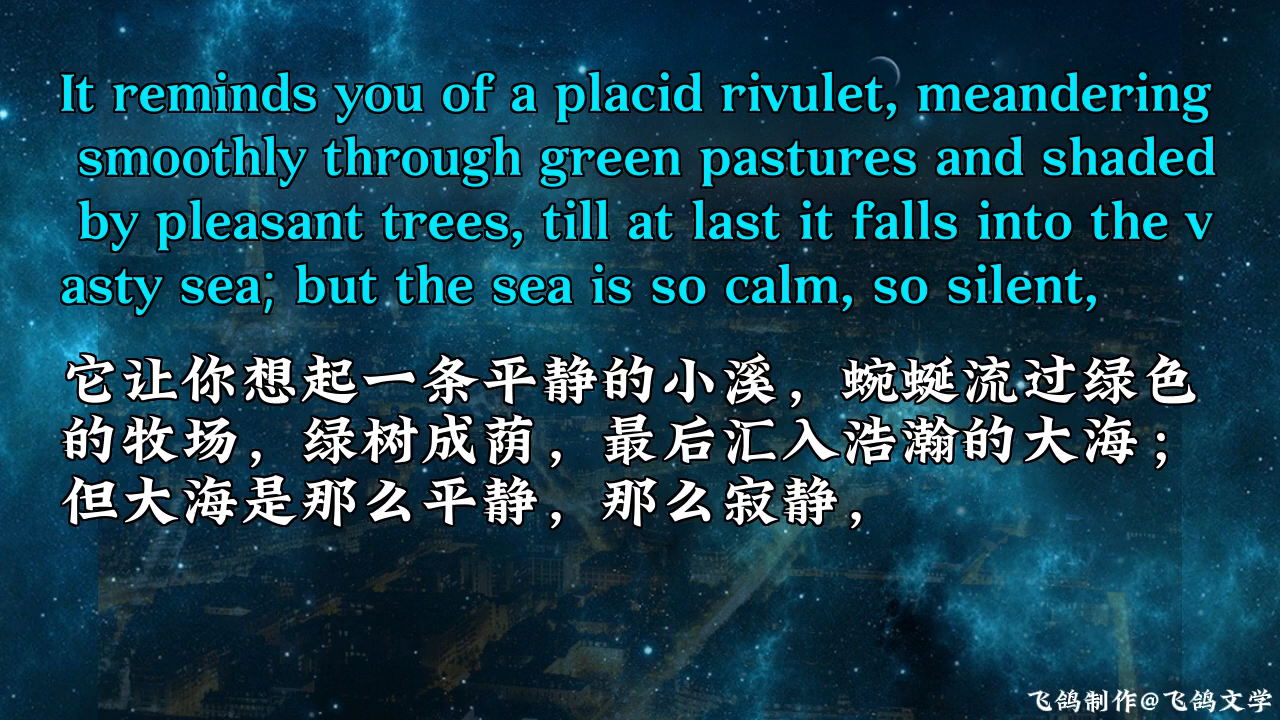 It reminds you of a placid rivulet, meandering
smoothly through green pastures and shaded
by pleasant trees, till at last it falls into the v
asty sea; but the sea is so calm, so silent,
它让你想起一条平静的小溪，蜿蜒流过绿色
的牧场，绿树成荫，最后汇入浩瀚的大海；
但大海是那么平静，那么寂静，
飞鸽制作@飞鸽文学